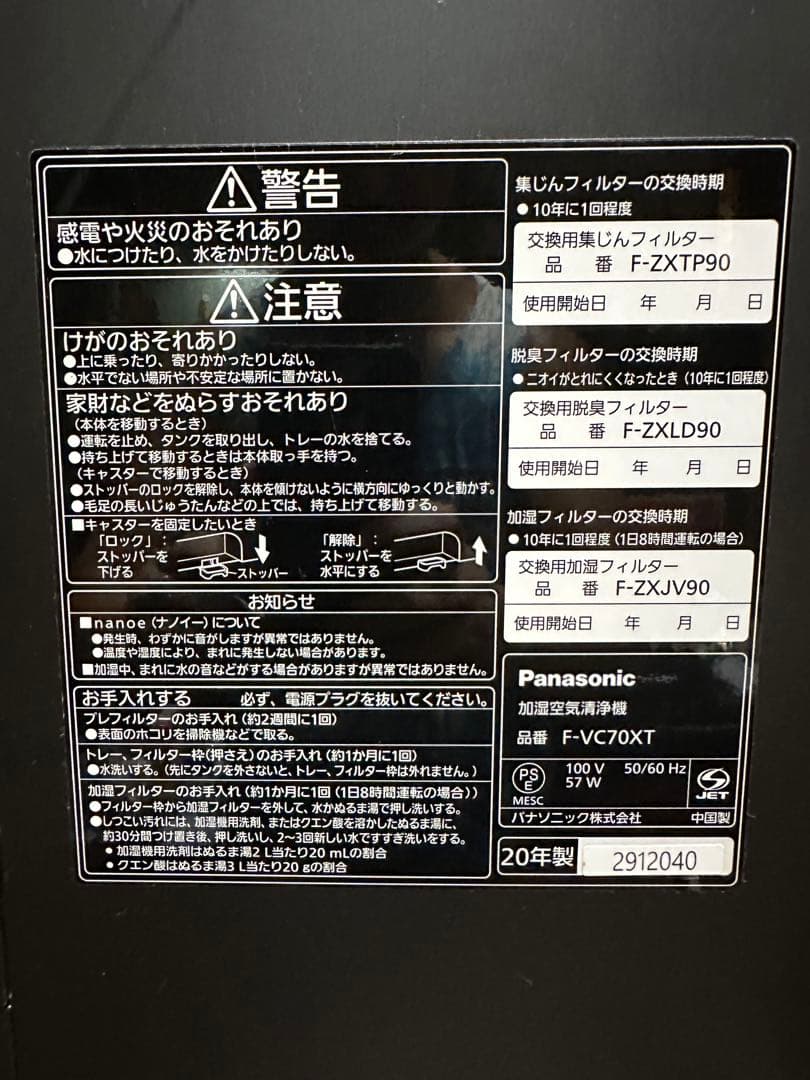 ⚠警告
感電や火災のおそれあり
●水につけたり、水をかけたりしない。
⚠注意
けがのおそれあり
●上に乗ったり、寄りかかったりしない。
●水平でない場所や不安定な場所に置かない。
家財などをぬらすおそれあり
(本体を移動するとき)
●運転を止め、タンクを取り出し、トレーの水を捨てる。
●持ち上げて移動するときは本体取っ手を持つ。
(キャスターで移動するとき)
●ストッパーのロックを解除し、本体を傾けないように横方向にゆっくりと動かす。
●毛足の長いじゅうたんなどの上では、持ち上げて移動する。
■キャスターを固定したいとき
「ロック」:
ストッパーを
下げる
ストッパー
「解除」:
ストッパーを
水平にする
お知らせ
■nanoe(ナノイー)について
●発生時、わずかに音がしますが異常ではありません。
●温度や湿度により、まれに発生しない場合があります。
■加湿中、まれに水の音などがする場合がありますが異常ではありません。
お手入れする 必ず、電源プラグを抜いてください。
プレフィルターのお手入れ(約2週間に1回)
●表面のホコリを掃除機などで取る。
トレー、フィルター枠(押さえ)のお手入れ(約1か月に1回)
●水洗いする。(先にタンクを外さないと、トレー、フィルター枠は外れません。)
加湿フィルターのお手入れ(約1か月に1回(1日8時間運転の場合))
●フィルター枠から加湿フィルターを外して、水かぬるま湯で押し洗いする。
●しつこい汚れには、加湿機用洗剤、またはクエン酸を溶かしたぬるま湯に、
約30分間つけ置き後、押し洗いし、2～3回新しい水ですすぎ洗いをする。
• 加湿機用洗剤はぬるま湯2 L当たり20 mLの割合
• クエン酸はぬるま湯3 L当たり20 gの割合
集じんフィルターの交換時期
● 10年に1回程度
交換用集じんフィルター
品 番 F-ZXTP90
使用開始日 年 月 日
脱臭フィルターの交換時期
● ニオイがとれにくくなったとき(10年に1回程度)
交換用脱臭フィルター
品 番 F-ZXLD90
使用開始日 年 月 日
加湿フィルターの交換時期
● 10年に1回程度(1日8時間運転の場合)
交換用加湿フィルター
品 番 F-ZXJV90
使用開始日 年 月 日
Panasonic
加湿空気清浄機
品番 F-VC70XT
PS
E
MESC
100 V 50/60 Hz
57 W
JET
パナソニック株式会社 中国製
20年製 2912040